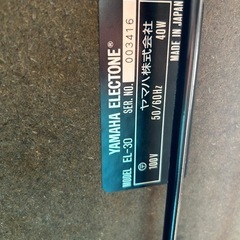 YAMAHA ELECTONE®
MODEL EL-30 SER. NO. 003416
ヤマハ株式会社
100V 50/60Hz 40W
MADE IN JAPAN